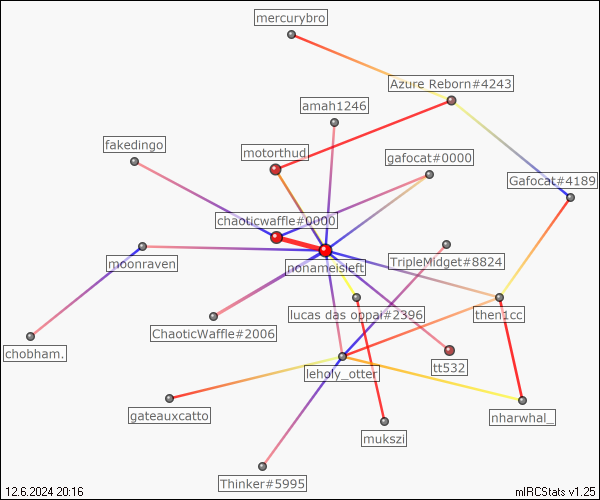 mercurybro
Azure Reborn#4243
amah1246
fakedingo
motorthud
gafocat#0000
Gafocat#4189
chaoticwaffle#0000
moonraven
nonameisleft
TripleMidget#8824
lucas das oppai#2396
then1cc
ChaoticWaffle#2006
chobham.
leholy_otter
tt532
gateauxcatto
nharwhal_
mukszi
Thinker#5995
12.6.2024 20:16
mIRCStats v1.25